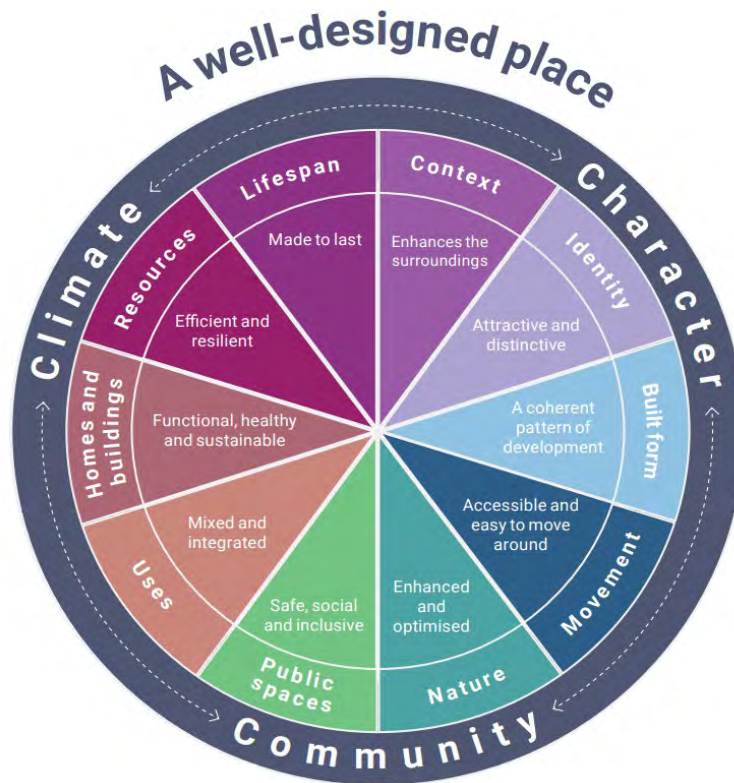 A well-designed place
Climate
Character
Community
Lifespan
Made to last
Context
Enhances the
surroundings
Identity
Attractive and
distinctive
Built form
A coherent
pattern of
development
Movement
Accessible and
easy to move
around
Nature
Enhanced
and
optimised
Public
spaces
Safe, social
and inclusive
Uses
Mixed and
integrated
Homes and
buildings
Functional, healthy
and sustainable
Resources
Efficient and
resilient